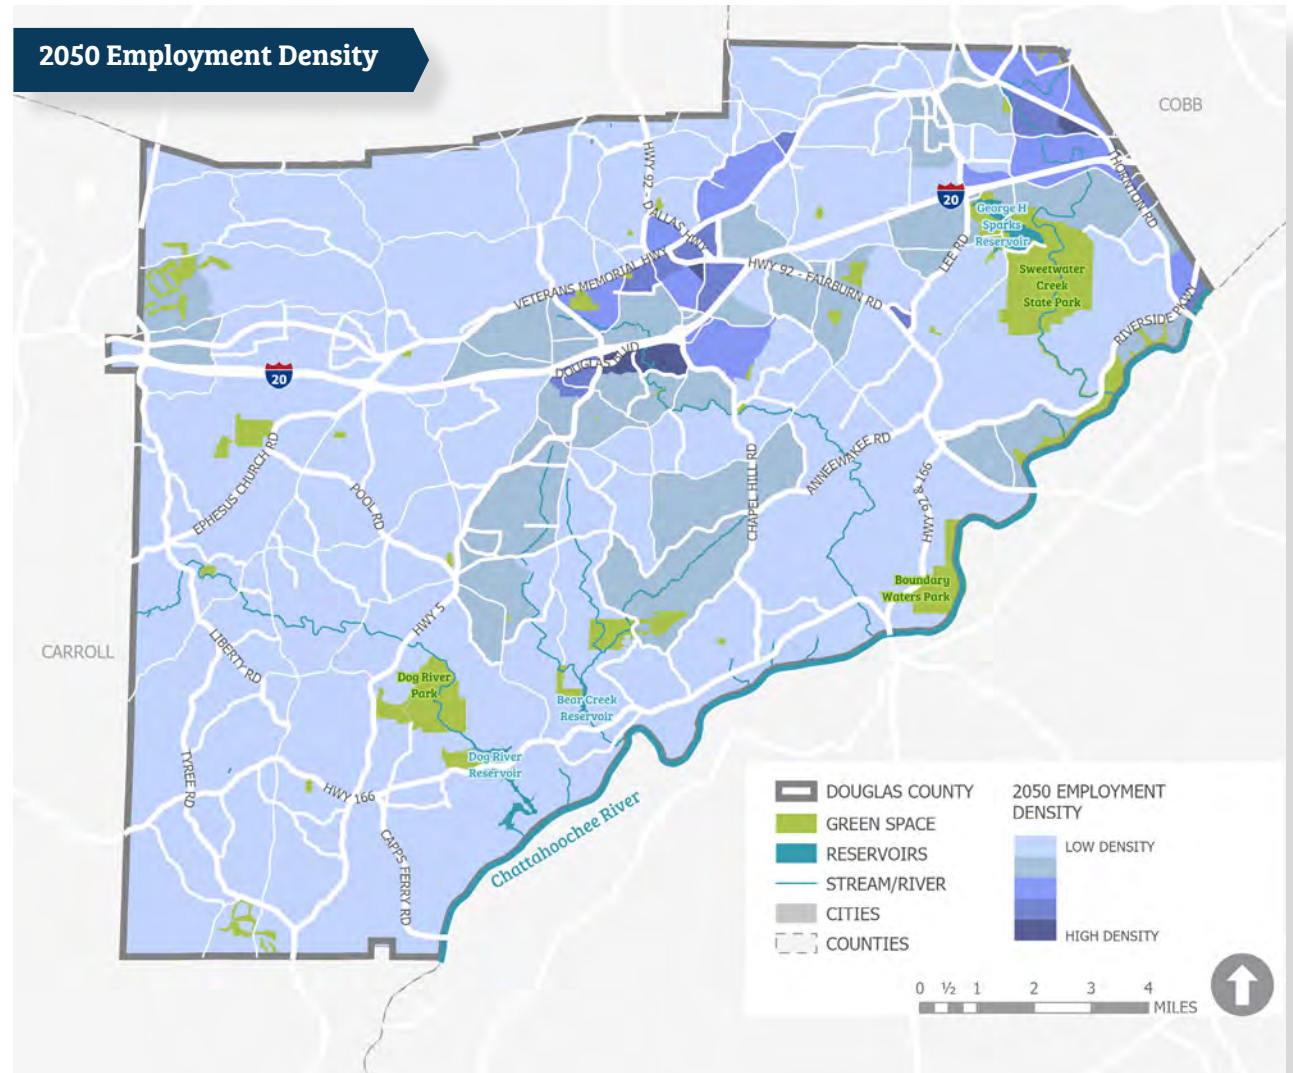 2050 Employment Density
COBB
HWY 92 - DALLAS HWY
THORNTON RD
20
George H
Sparks
Reservoir
LEE RD
Sweetwater
Creek
State Park
HWY 92 - FAIRBURN RD
VETERANS MEMORIAL HWY
RIVERSIDE PKWY
DOUGLAS BLVD
20
EPHESUS CHURCH RD
POOL RD
CHAPEL HILL RD
ANNEEWAKEE RD
HWY 92 & 166
Boundary
Waters Park
HWY 5
CARROLL
LIBERTY RD
Dog River
Park
Bear Creek
Reservoir
Dog River
Reservoir
TYREE RD
HWY 166
CAPPS FERRY RD
Chattahoochee River
DOUGLAS COUNTY
GREEN SPACE
RESERVOIRS
STREAM/RIVER
CITIES
COUNTIES
2050 EMPLOYMENT
DENSITY
LOW DENSITY
HIGH DENSITY
0 ½ 1 2 3 4
MILES